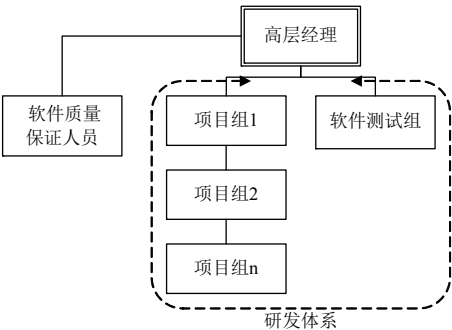 高层经理
软件质量
保证人员
项目组1
软件测试组
项目组2
项目组n
研发体系